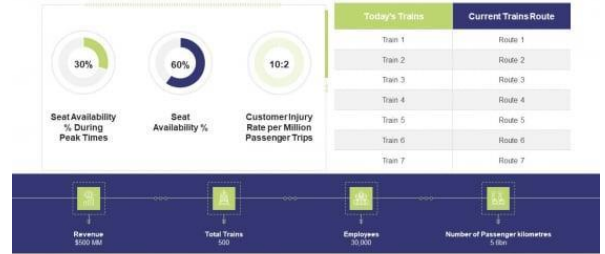 30%
60%
10:2
Seat Availability
% During
Peak Times
Seat
Availability %
Customer Injury
Rate per Million
Passenger Trips
Today's Trains Current Trains Route
Train 1 Route 1
Train 2 Route 2
Train 3 Route 3
Train 4 Route 4
Train 5 Route 5
Train 6 Route 6
Train 7 Route 7
Revenue
$500 MM
Total Trains
500
Employees
30,000
Number of Passenger kilometres
5.6bn